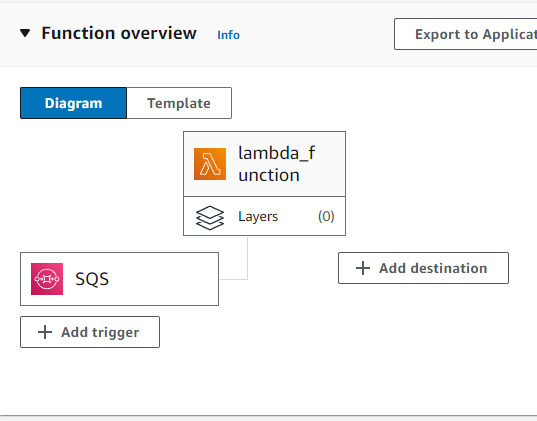 Function overview
Info
Export to Applicat
Diagram
Template
lambda_f
unction
Layers
(0)
SQS
Add destination
Add trigger